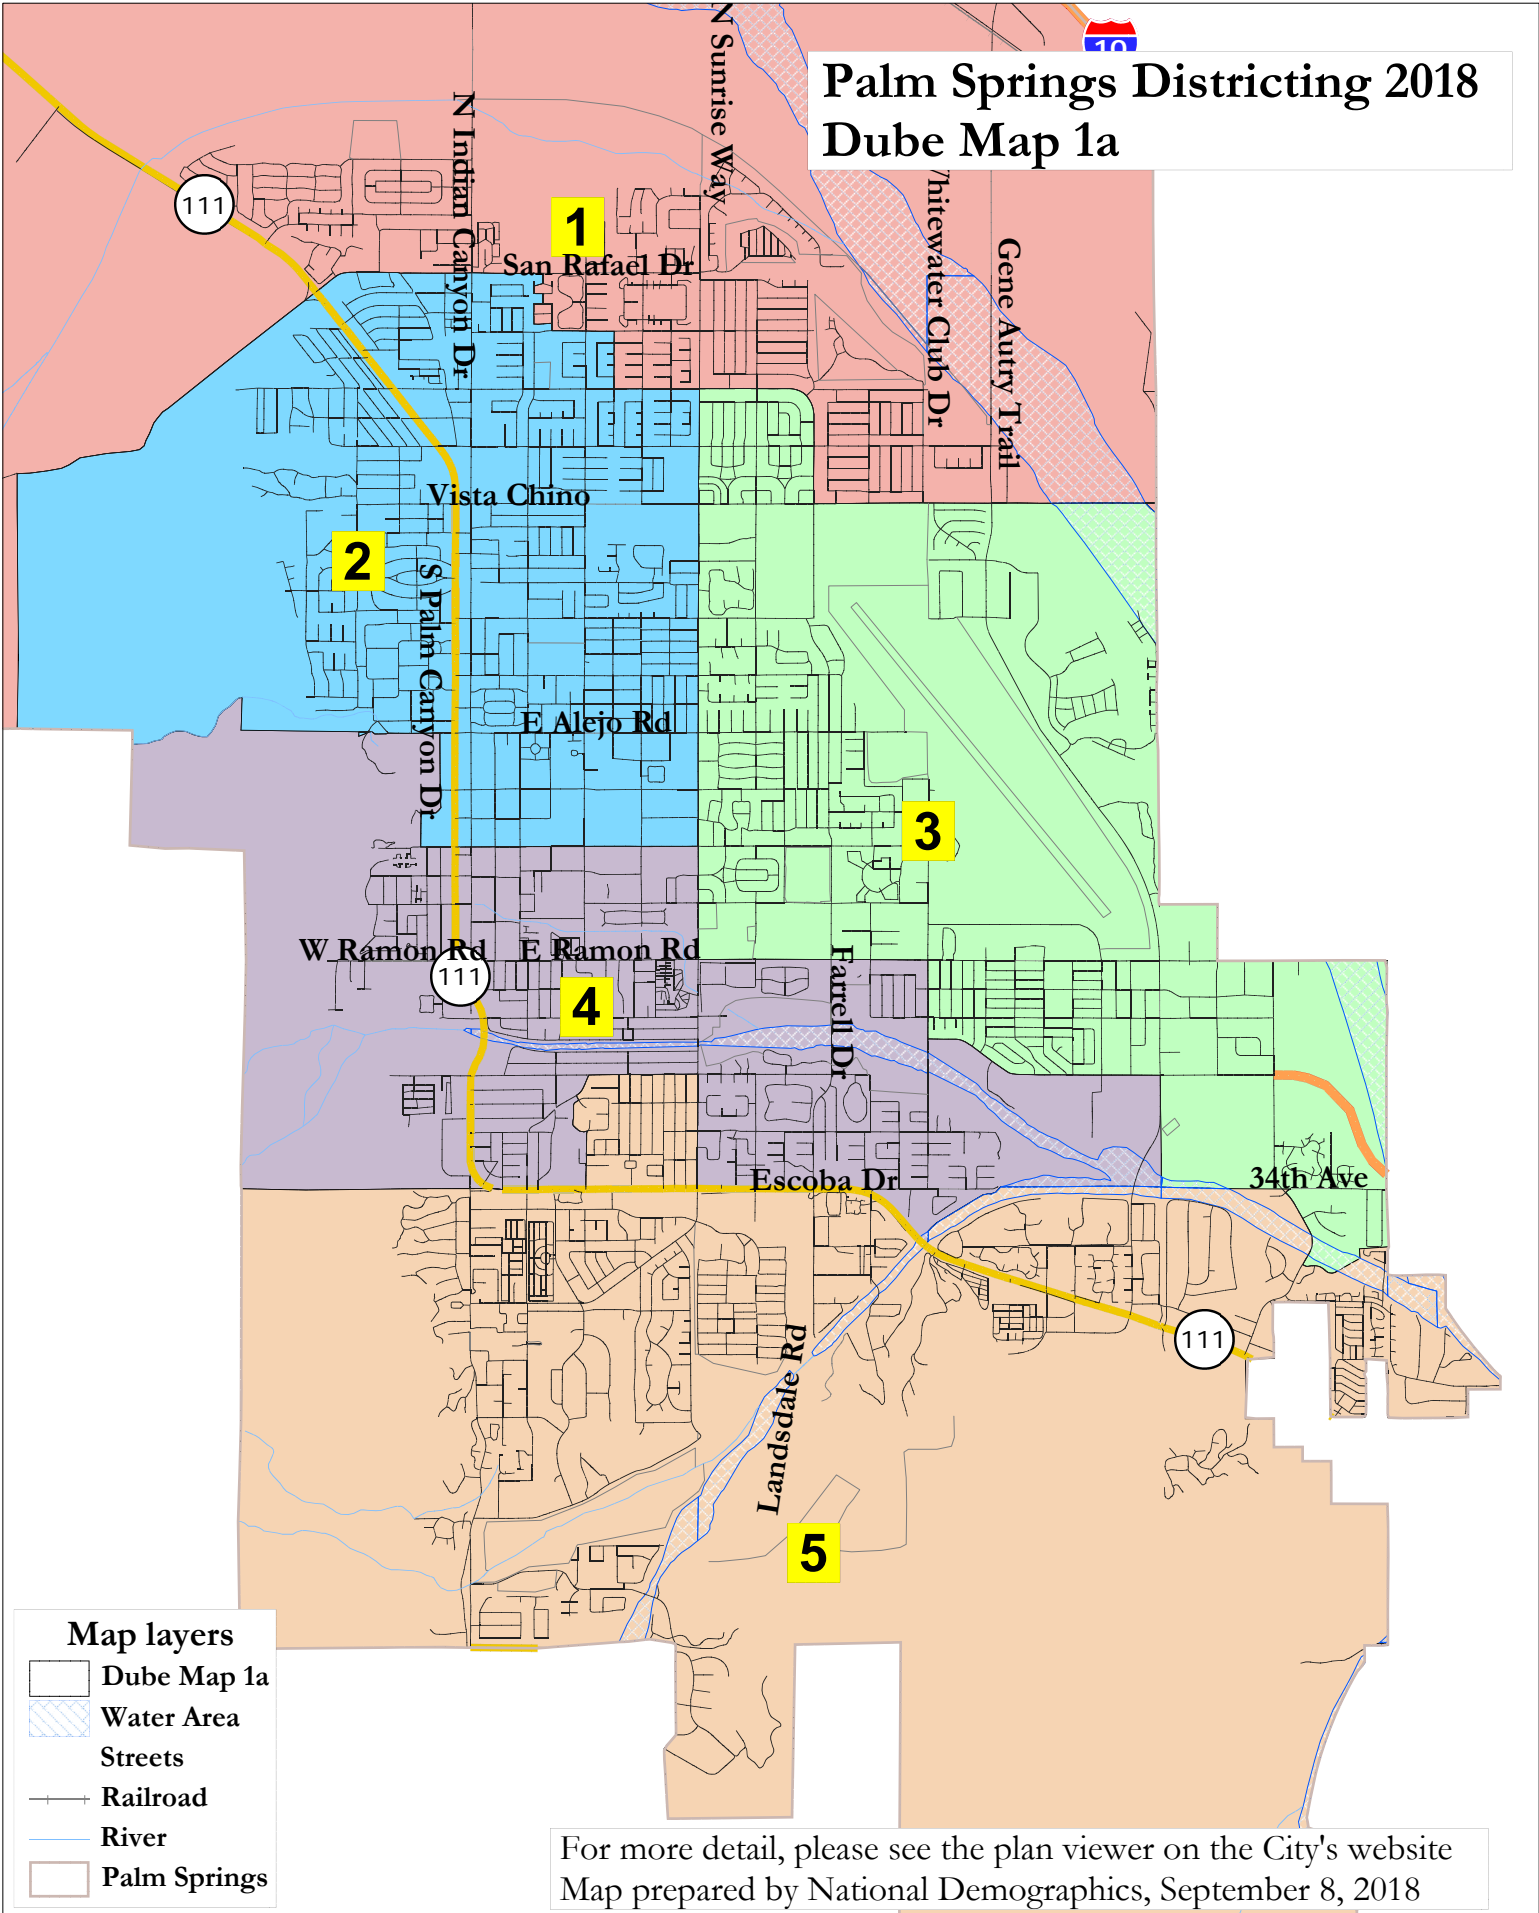 10
Palm Springs Districting 2018
Dube Map 1a
N Sunrise Way
N Indian Canyon Dr
111
1
San Rafael Dr
hitewater Club Dr
Gene Autry Trail
Vista Chino
2
S Palm Canyon Dr
E Alejo Rd
3
W Ramon Rd
E Ramon Rd
111
4
Farrell Dr
Escoba Dr
34th Ave
111
Landsdale Rd
5
Map layers
Dube Map 1a
Water Area
Streets
Railroad
River
Palm Springs
For more detail, please see the plan viewer on the City's website
Map prepared by National Demographics, September 8, 2018